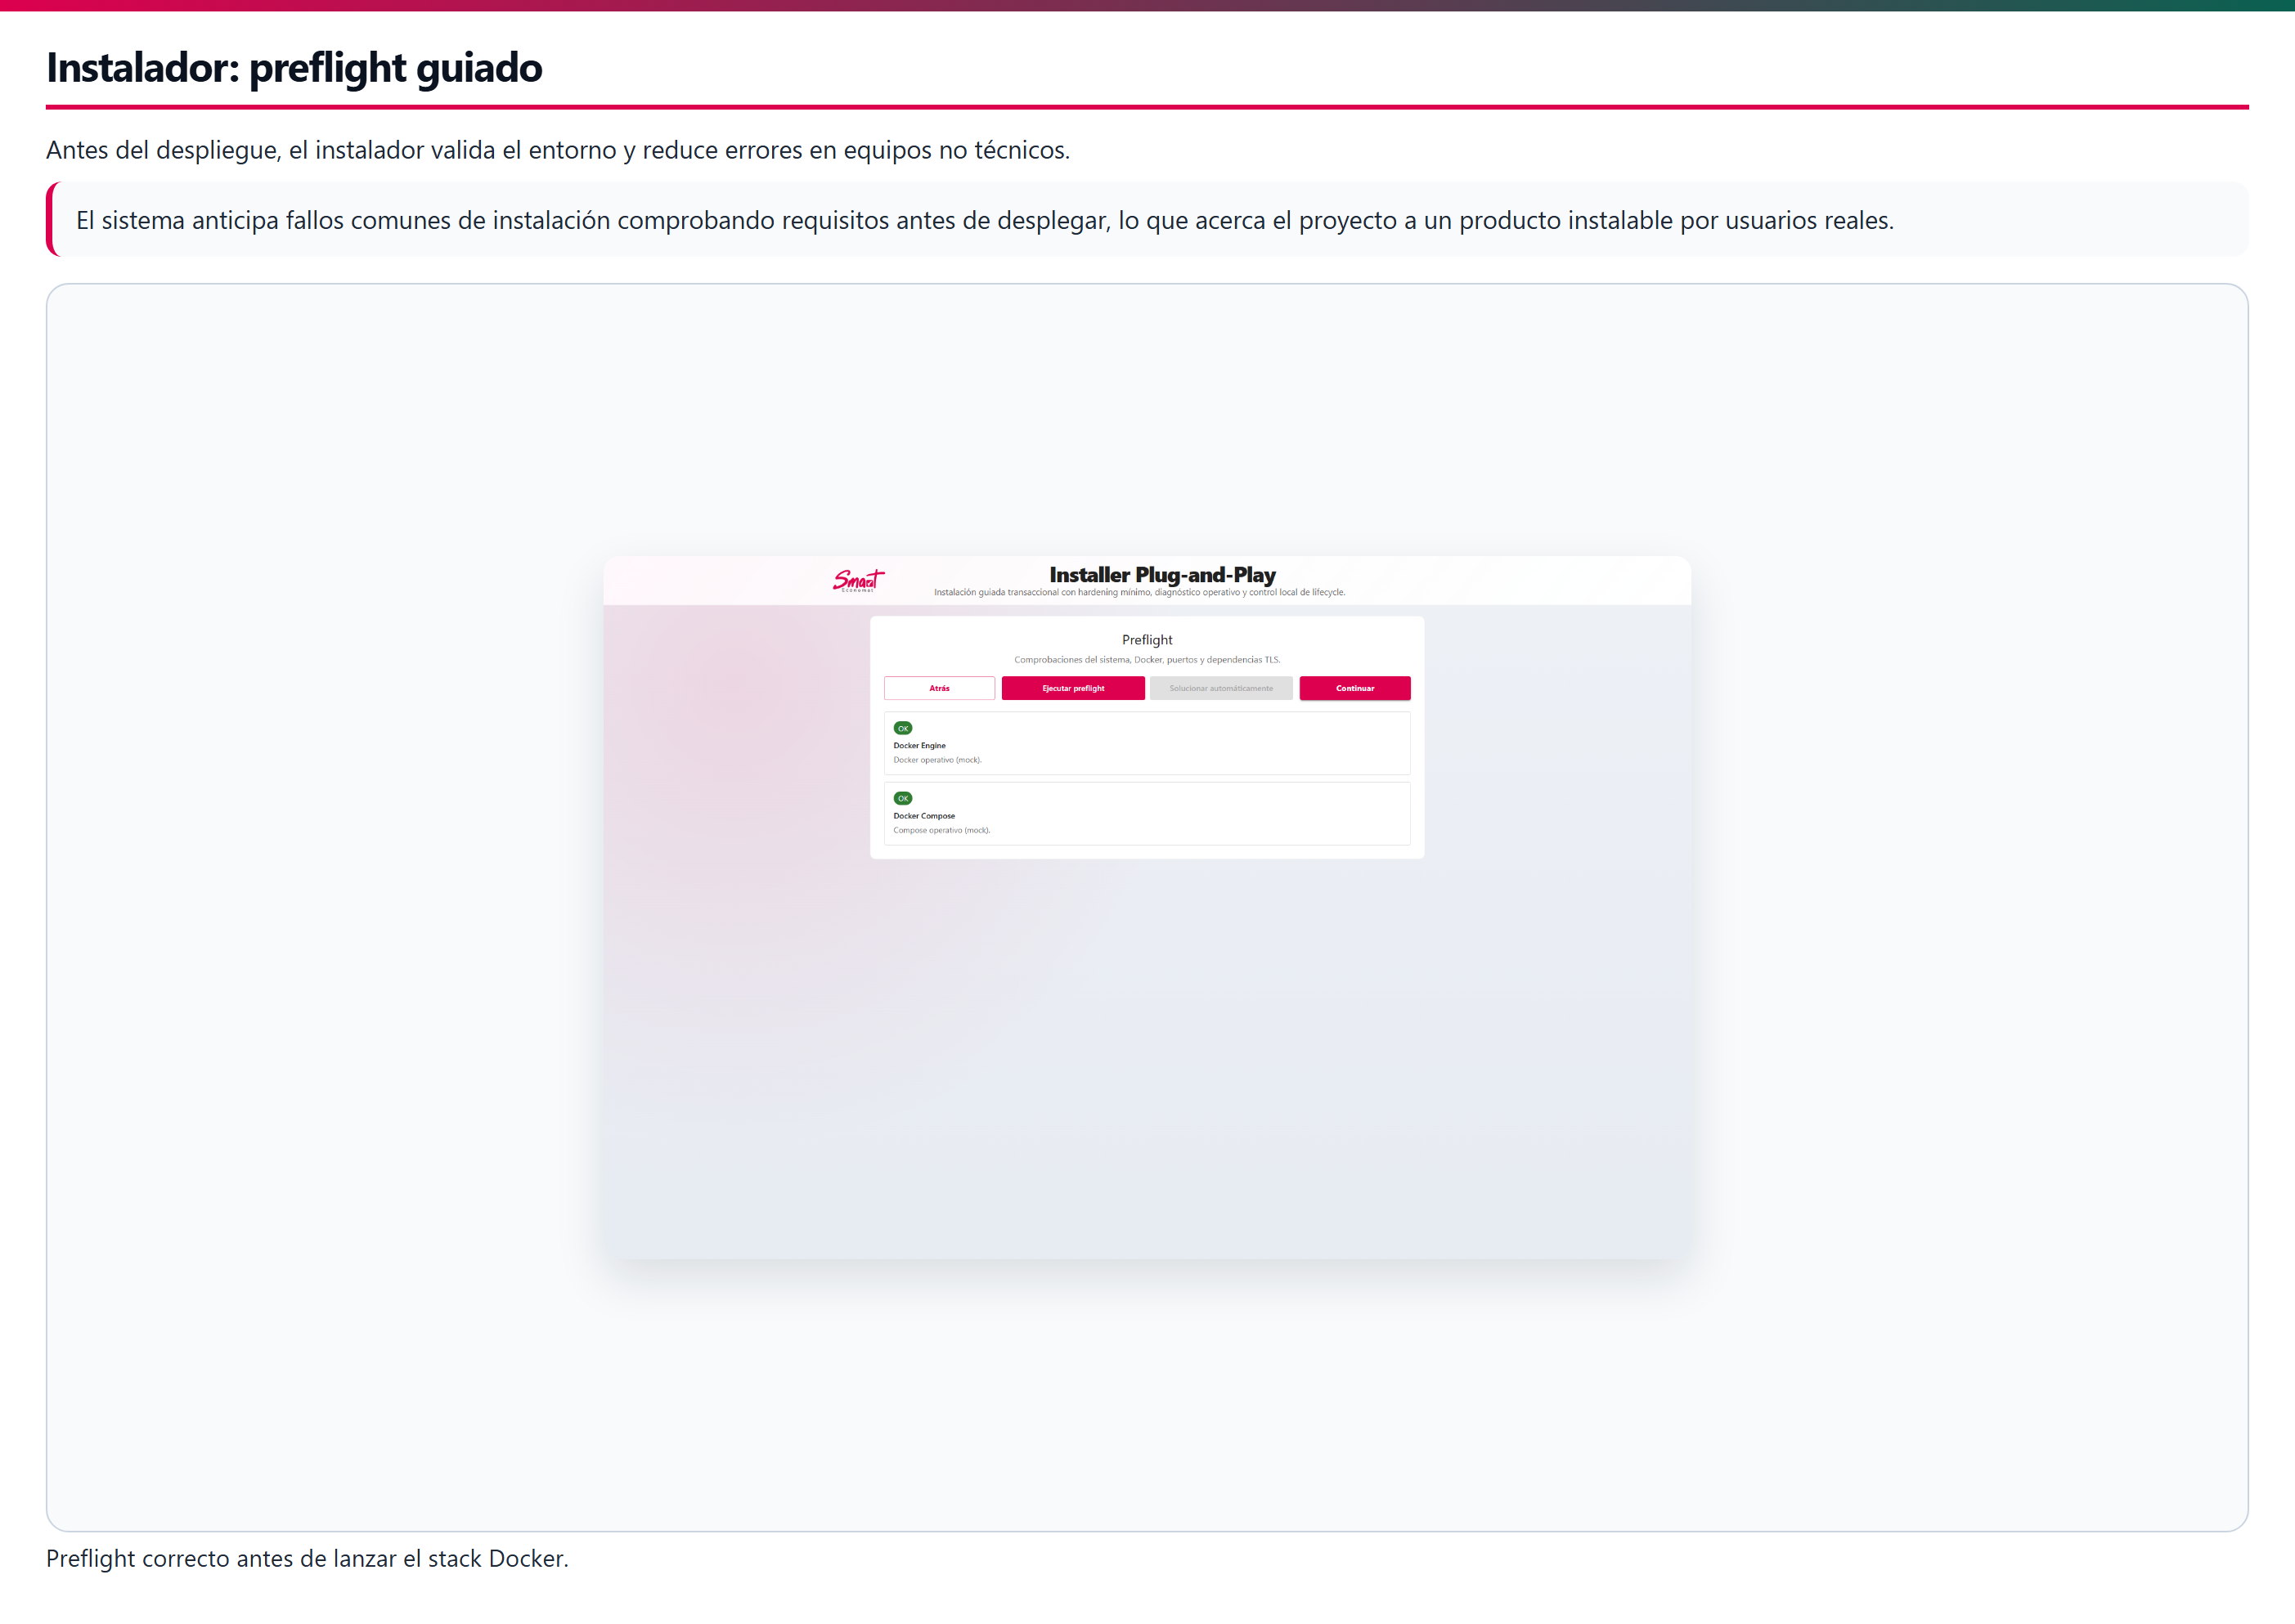 Instalador: preflight guiado
Antes del despliegue, el instalador valida el entorno y reduce errores en equipos no técnicos.
El sistema anticipa fallos comunes de instalación comprobando requisitos antes de desplegar, lo que acerca el proyecto a un producto instalable por usuarios reales.
Smart
Economat
Installer Plug-and-Play
Instalación guiada transaccional con hardening mínimo, diagnóstico operativo y control local de lifecycle.
Preflight
Comprobaciones del sistema, Docker, puertos y dependencias TLS.
Atrás
Ejecutar preflight
Solucionar automáticamente
Continuar
OK
Docker Engine
Docker operativo (mock).
OK
Docker Compose
Compose operativo (mock).
Preflight correcto antes de lanzar el stack Docker.